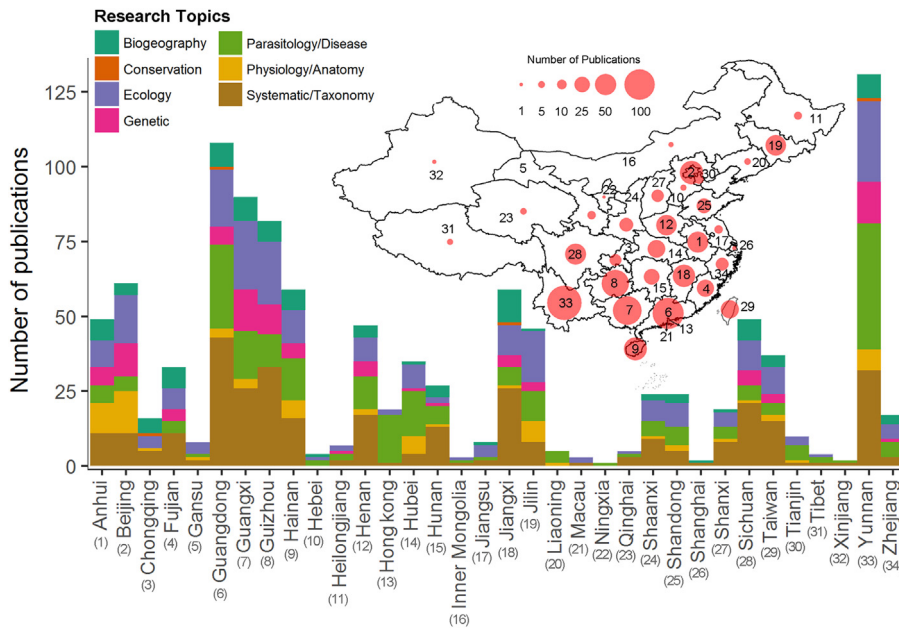 Research Topics
Biogeography
Conservation
Ecology
Genetic
Parasitology/Disease
Physiology/Anatomy
Systematic/Taxonomy
Number of Publications
1 5 10 25 50 100
Number of publications
125
100
75
50
25
0
11
19
20
16
5
32
2
30
27
10
22
24
25
23
31
12
1
17
26
3
14
28
8
15
18
34
4
33
7
6
29
13
21
9
Anhui (1)
Beijing (2)
Chongqing (3)
Fujian (4)
Gansu (5)
Guangdong (6)
Guangxi (7)
Guizhou (8)
Hainan (9)
Hebei (10)
Heilongjiang (11)
Henan (12)
Hong kong (13)
Hubei (14)
Hunan (15)
Inner Mongolia (16)
Jiangsu (17)
Jiangxi (18)
Jilin (19)
Liaoning (20)
Macau (21)
Ningxia (22)
Qinghai (23)
Shaanxi (24)
Shandong (25)
Shanghai (26)
Shanxi (27)
Sichuan (28)
Taiwan (29)
Tianjin (30)
Tibet (31)
Xinjiang (32)
Yunnan (33)
Zhejiang (34)